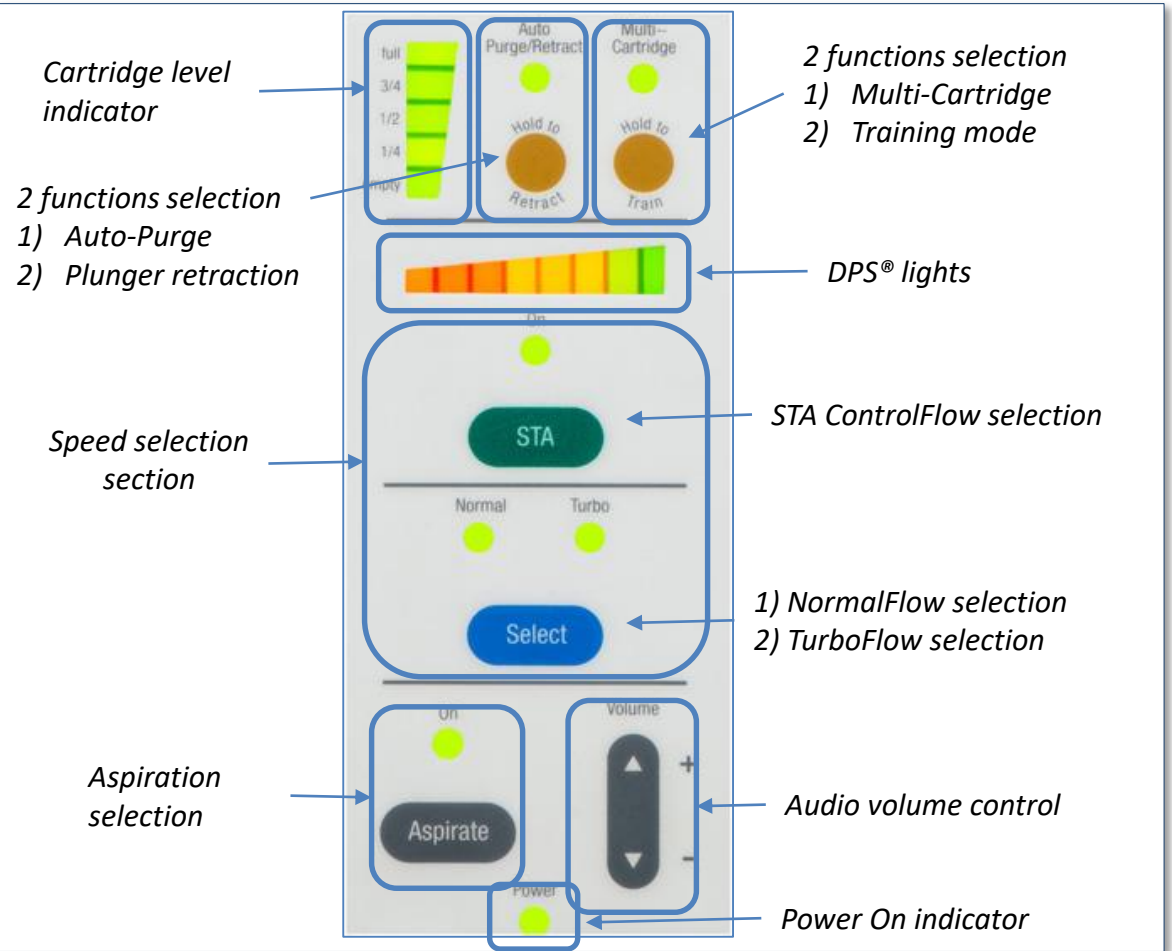 Cartridge level
indicator
2 functions selection
1) Auto-Purge
2) Plunger retraction
Speed selection
section
Aspiration
selection
full
3/4
1/2
1/4
empty
Auto
Purge/Retract
Hold to
Retract
Multi--
Cartridge
Hold to
Train
On
STA
Normal
Turbo
Select
On
Aspirate
Volume
+
–
Power
2 functions selection
1) Multi-Cartridge
2) Training mode
DPS® lights
STA ControlFlow selection
1) NormalFlow selection
2) TurboFlow selection
Audio volume control
Power On indicator